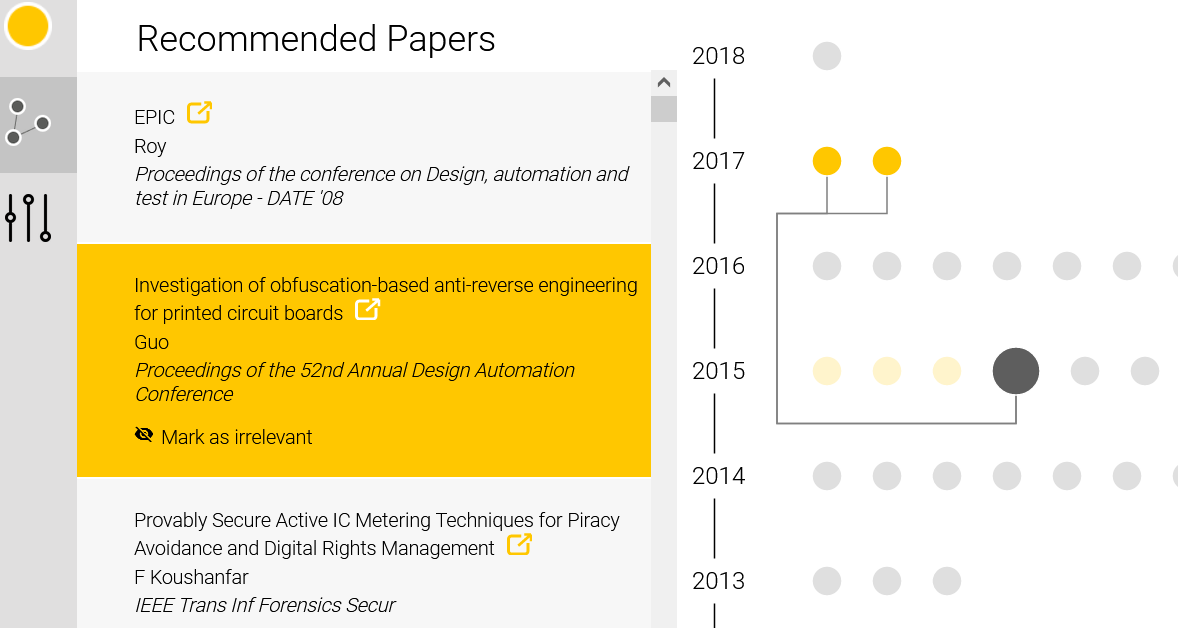 Recommended Papers
EPIC
Roy
Proceedings of the conference on Design, automation and
test in Europe - DATE '08
Investigation of obfuscation-based anti-reverse engineering
for printed circuit boards
Guo
Proceedings of the 52nd Annual Design Automation
Conference
Mark as irrelevant
Provably Secure Active IC Metering Techniques for Piracy
Avoidance and Digital Rights Management
F Koushanfar
IEEE Trans Inf Forensics Secur
2018
2017
2016
2015
2014
2013